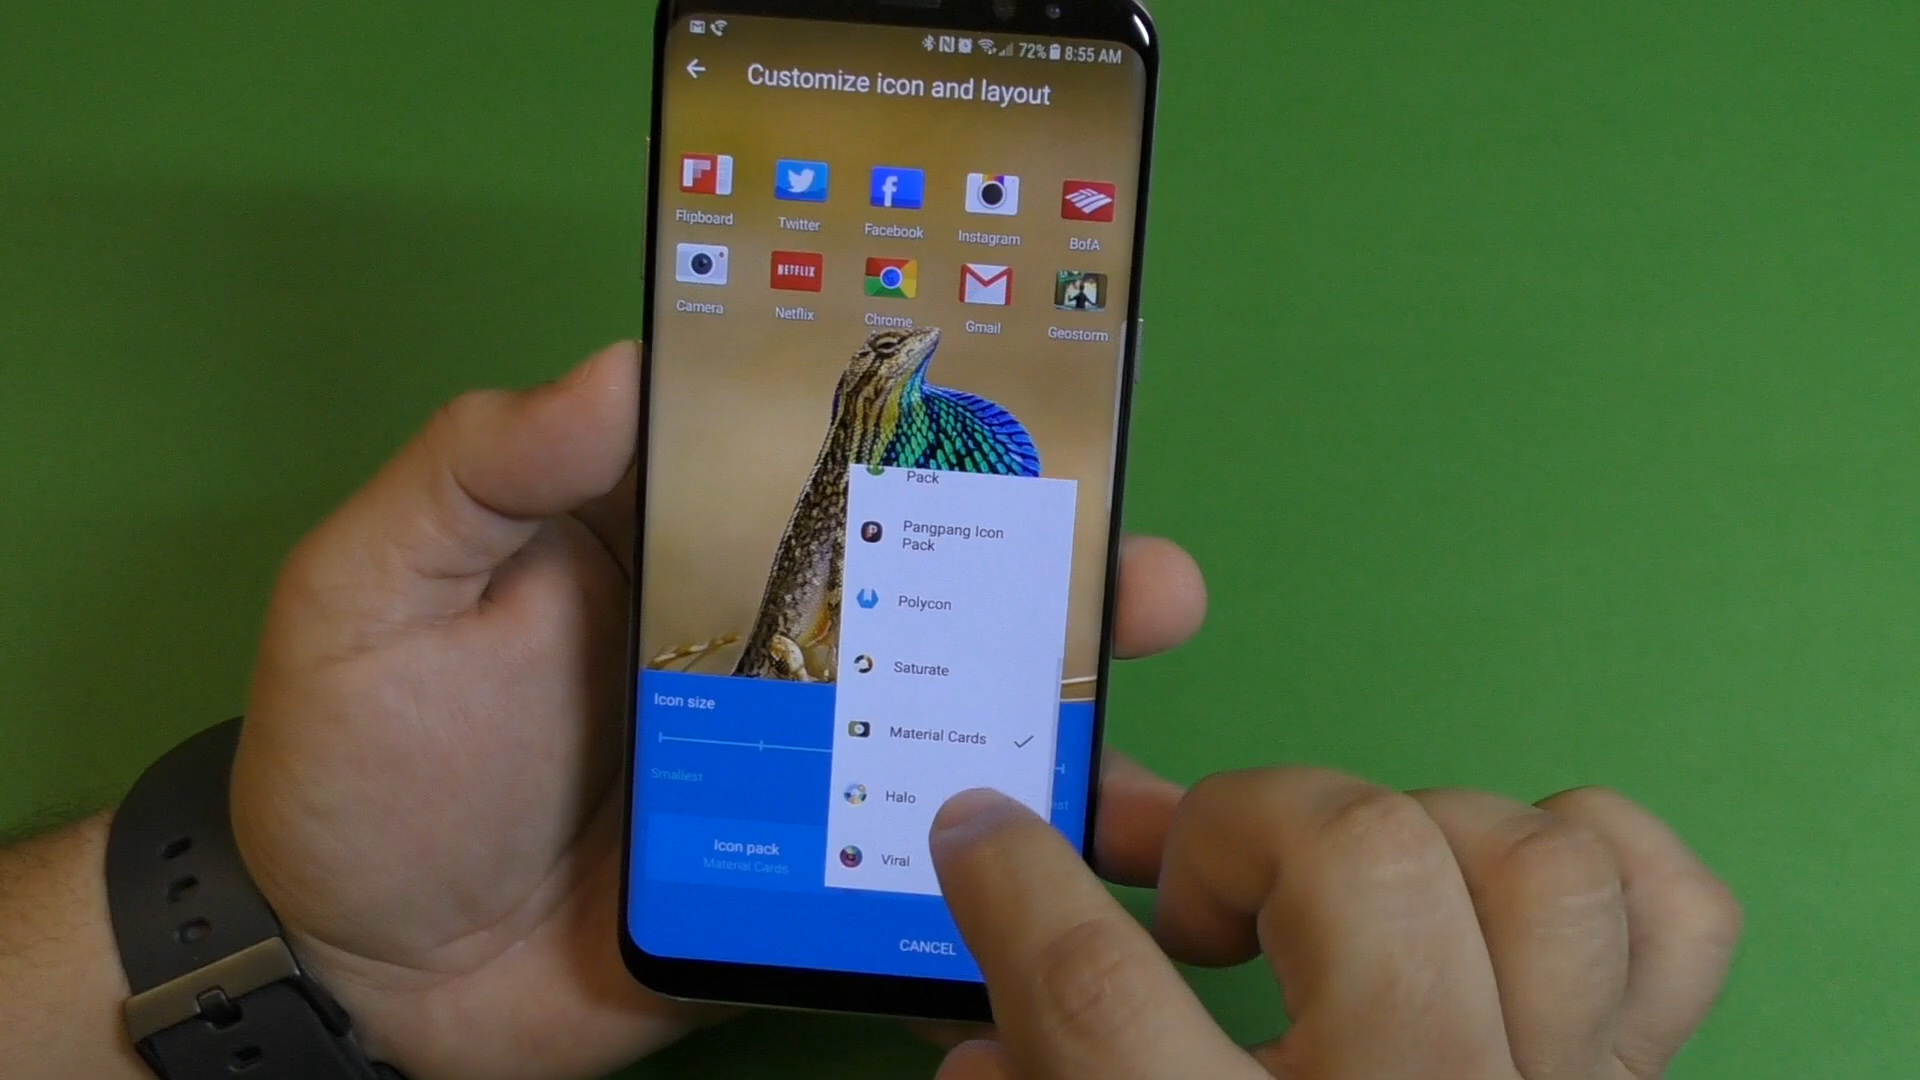 72% 8:55 AM
Customize icon and layout
Flipboard
Twitter
Facebook
Instagram
BofA
NETFLIX
Camera
Netflix
Chrome
Gmail
Geostorm
Pack
Pangpang Icon
Pack
Polycon
Saturate
Material Cards
Halo
Viral
Icon size
Smallest
Icon pack
Material Cards
CANCEL